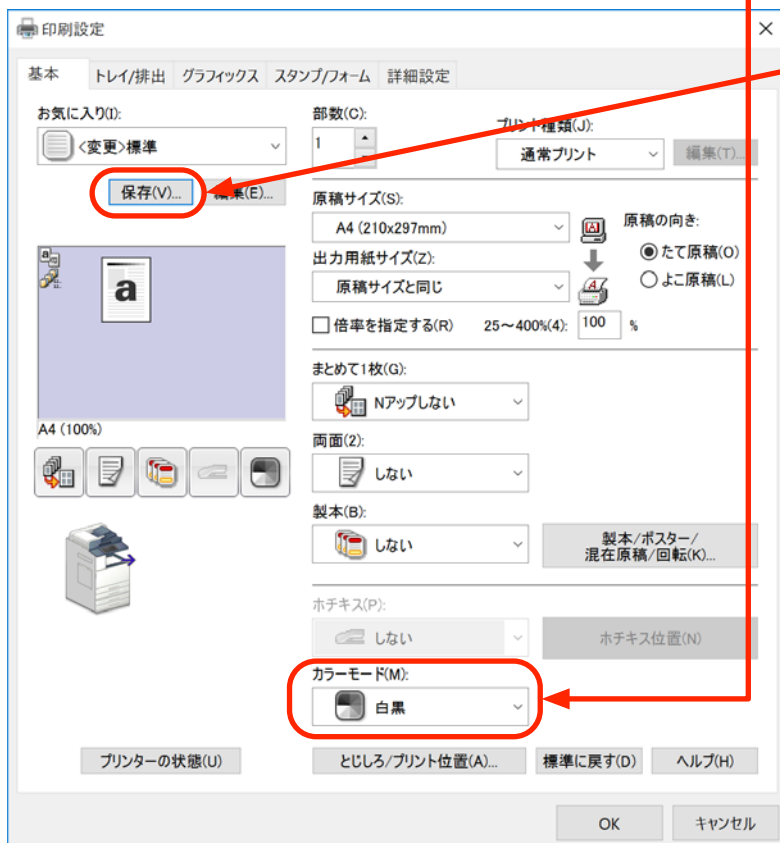 印刷設定
基本 トレイ/排出 グラフィックス スタンプ/フォーム 詳細設定
お気に入り(I):
<変更>標準
保存(V)... 編集(E)...
a
A4 (100%)
プリンターの状態(U)
部数(C):
1
プリント種類(J):
通常プリント 編集(T)...
原稿サイズ(S):
A4 (210x297mm)
出力用紙サイズ(Z):
原稿サイズと同じ
原稿の向き:
たて原稿(O)
よこ原稿(L)
倍率を指定する(R) 25～400%(4): 100 %
まとめて1枚(G):
Nアップしない
両面(2):
しない
製本(B):
しない
製本/ポスター/
混在原稿/回転(K)...
ホチキス(P):
しない ホチキス位置(N)
カラーモード(M):
白黒
とじしろ/プリント位置(A)... 標準に戻す(D) ヘルプ(H)
OK キャンセル